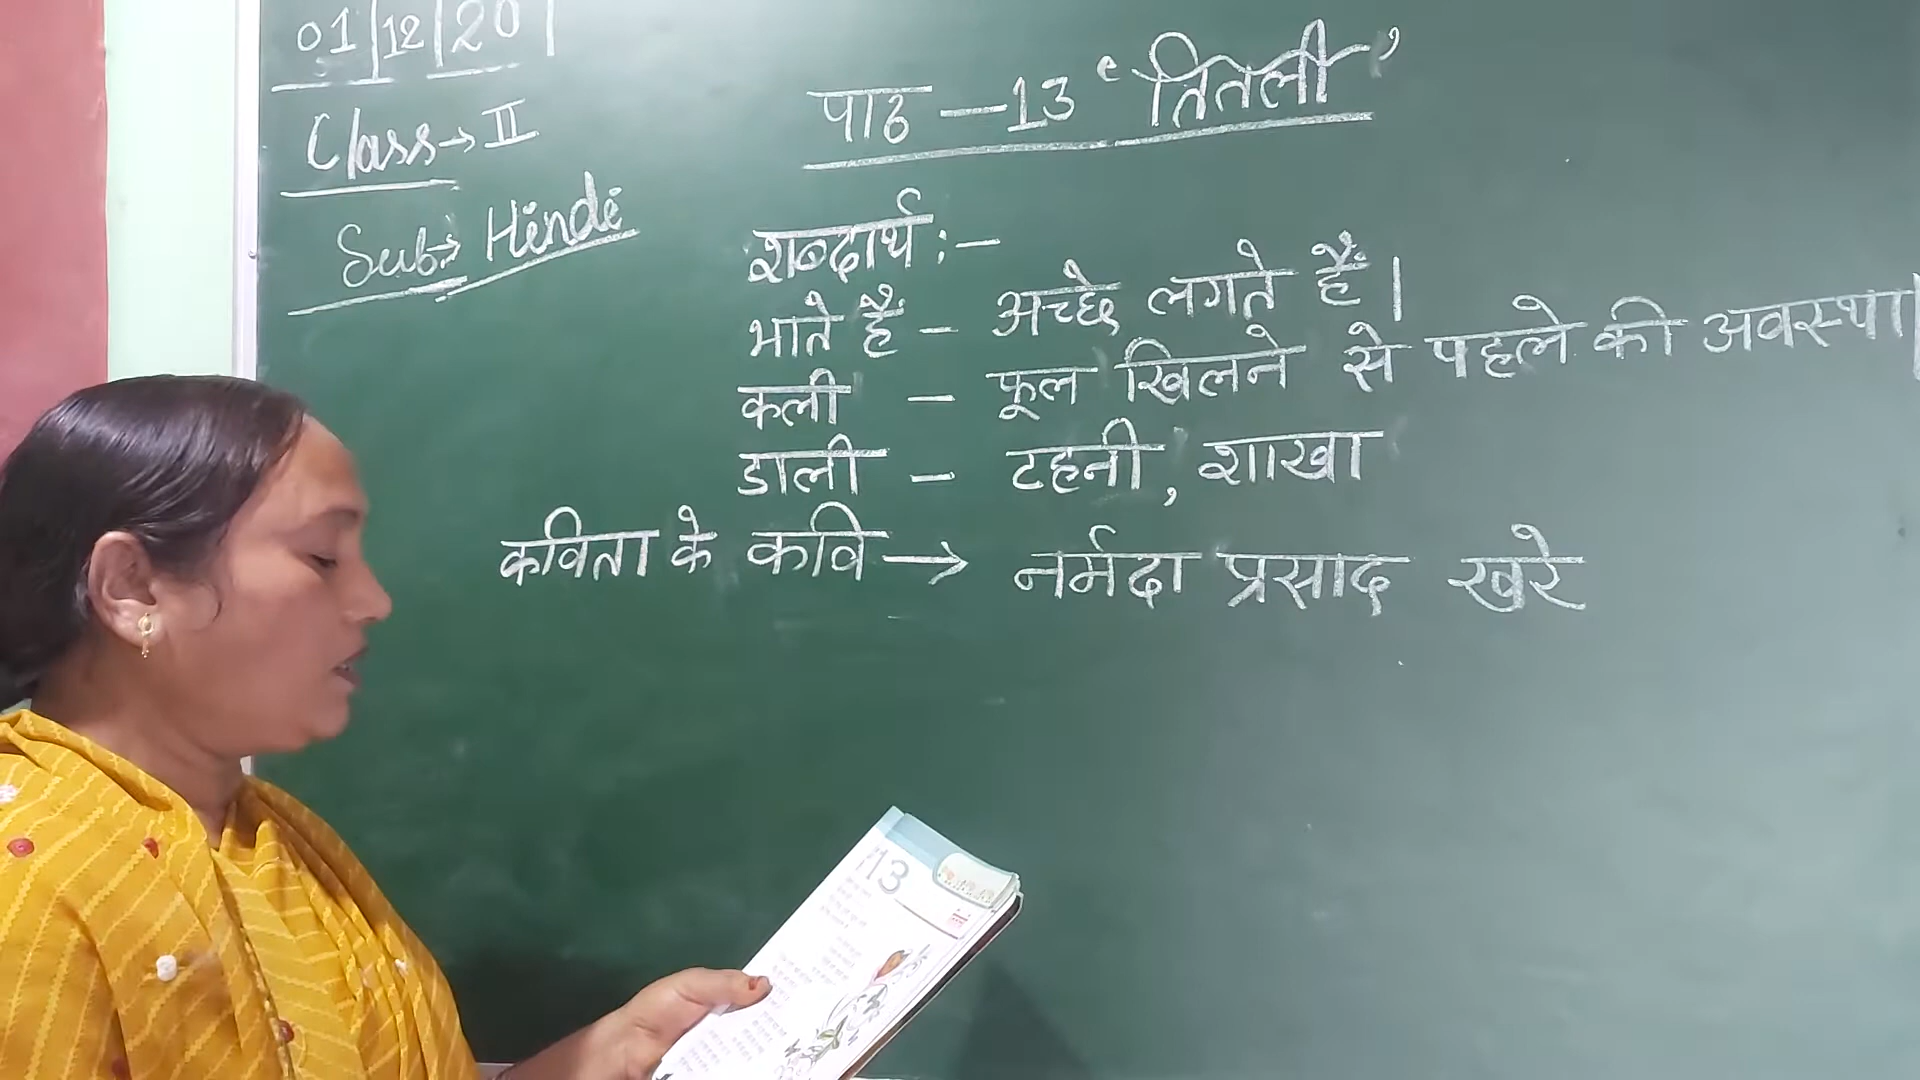 01|12|20|
Class→II
Sub→ Hindi
पाठ —13 ‘तितली’
शब्दार्थ :—
भाते हैं — अच्छे लगते हैं।
कली — फूल खिलने से पहले की अवस्था।
डाली — टहनी, शाखा
कविता के कवि → नर्मदा प्रसाद खरे
13